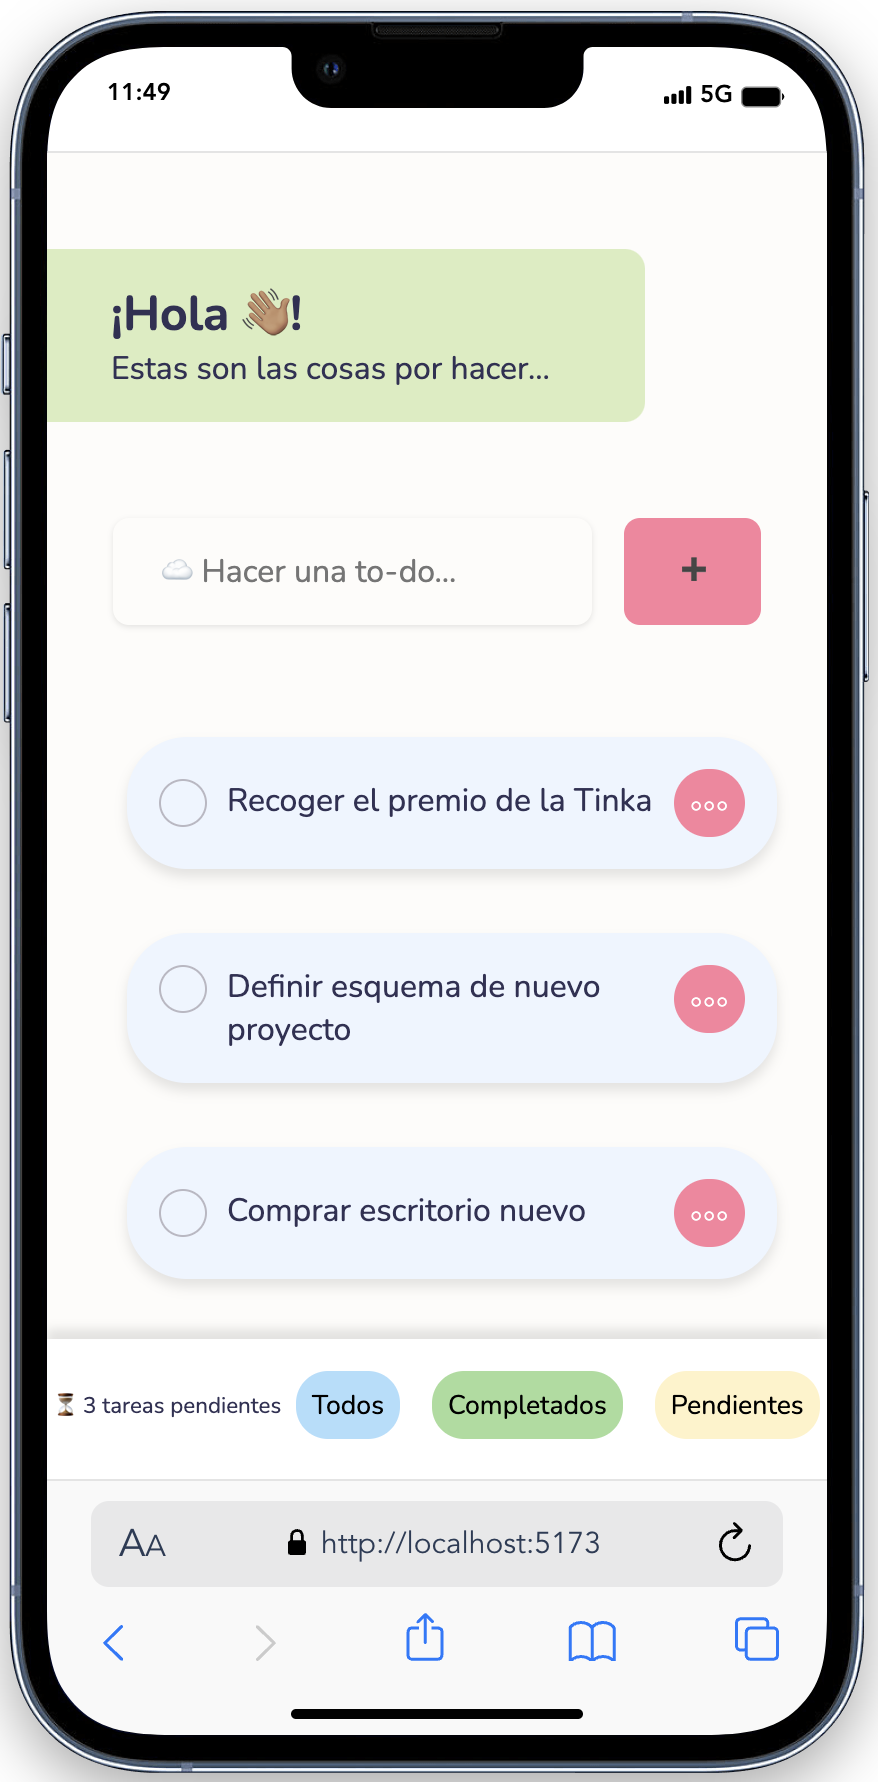 11:49
5G
¡Hola 👋🏽!
Estas son las cosas por hacer...
☁️ Hacer una to-do...
+
Recoger el premio de la Tinka
Definir esquema de nuevo
proyecto
Comprar escritorio nuevo
⏳ 3 tareas pendientes
Todos
Completados
Pendientes
AA
http://localhost:5173